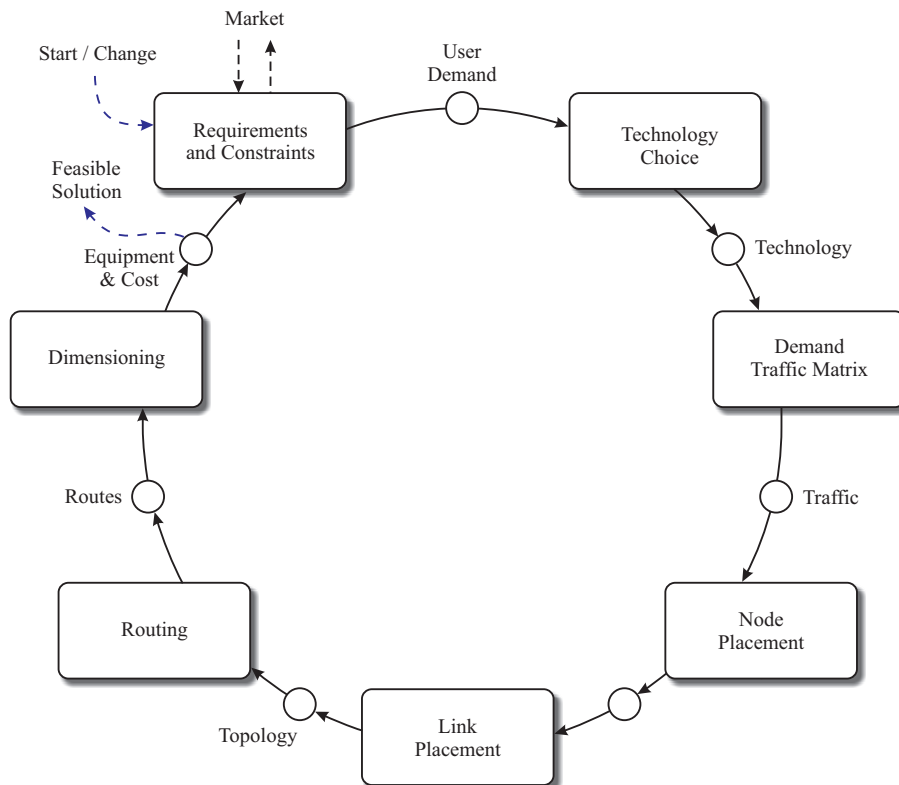 Market
Start / Change
User
Demand
Requirements
and Constraints
Technology
Choice
Feasible
Solution
Equipment
& Cost
Technology
Dimensioning
Demand
Traffic Matrix
Routes
Traffic
Routing
Node
Placement
Topology
Link
Placement